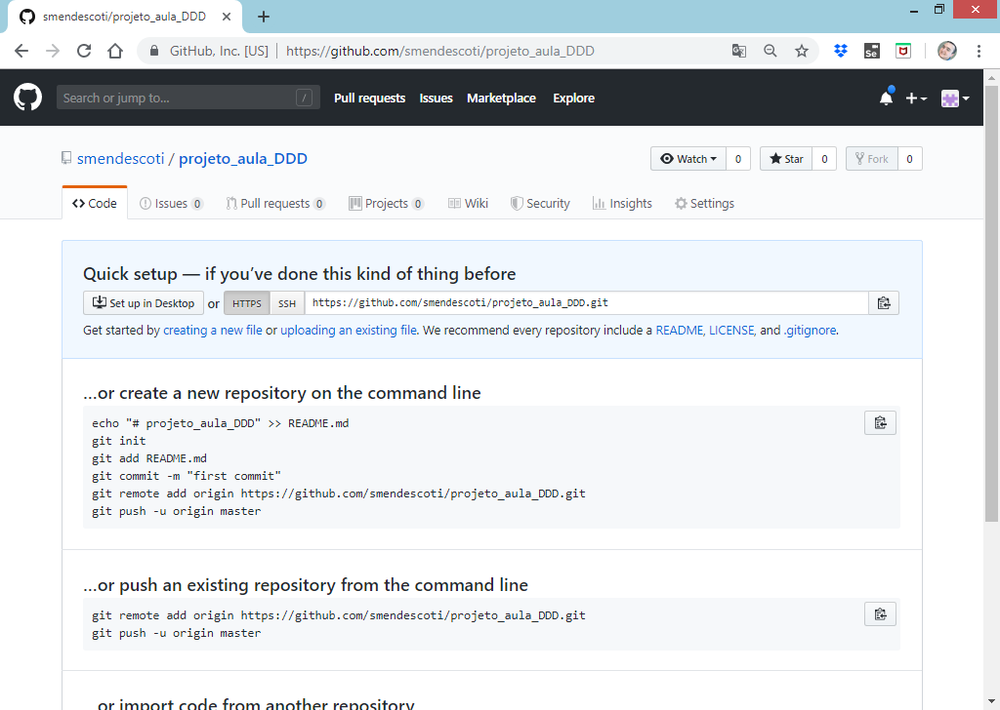 smendescoti/projeto_aula_DDD
GitHub, Inc. [US] | https://github.com/smendescoti/projeto_aula_DDD
Se
Search or jump to... /
Pull requests Issues Marketplace Explore
smendescoti / projeto_aula_DDD
Watch 0 Star 0 Fork 0
Code Issues 0 Pull requests 0 Projects 0 Wiki Security Insights Settings
Quick setup — if you’ve done this kind of thing before
Set up in Desktop or HTTPS SSH https://github.com/smendescoti/projeto_aula_DDD.git
Get started by creating a new file or uploading an existing file. We recommend every repository include a README, LICENSE, and .gitignore.
…or create a new repository on the command line
echo "# projeto_aula_DDD" >> README.md
git init
git add README.md
git commit -m "first commit"
git remote add origin https://github.com/smendescoti/projeto_aula_DDD.git
git push -u origin master
…or push an existing repository from the command line
git remote add origin https://github.com/smendescoti/projeto_aula_DDD.git
git push -u origin master
…or import code from another repository